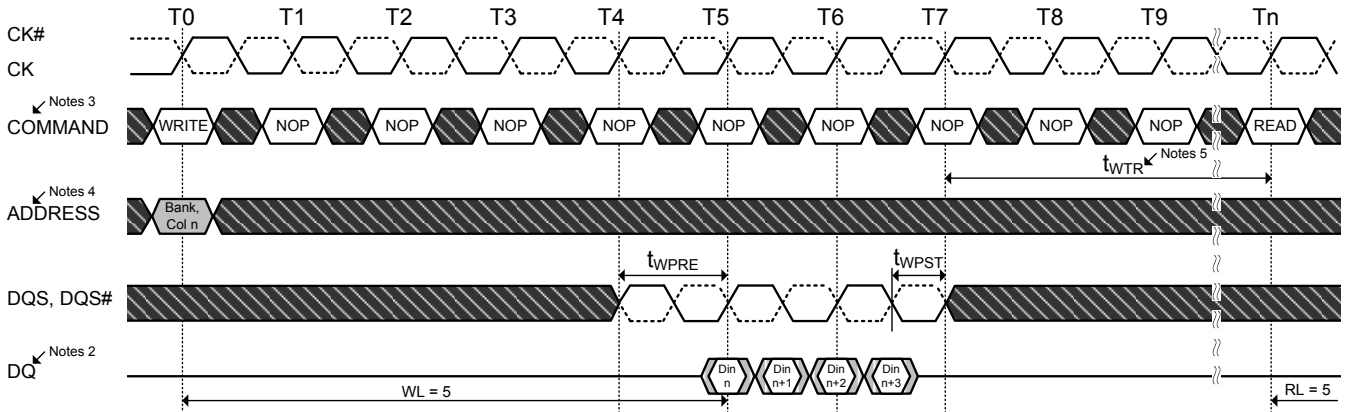 T0 T1 T2 T3 T4 T5 T6 T7 T8 T9 Tn
CK#
CK
Notes 3
COMMAND WRITE NOP NOP NOP NOP NOP NOP NOP NOP NOP READ
tWTR Notes 5
Notes 4
ADDRESS Bank,
Col n
tWPRE tWPST
DQS, DQS#
Notes 2
DQ
Din Din Din Din
n n+1 n+2 n+3
WL = 5 RL = 5